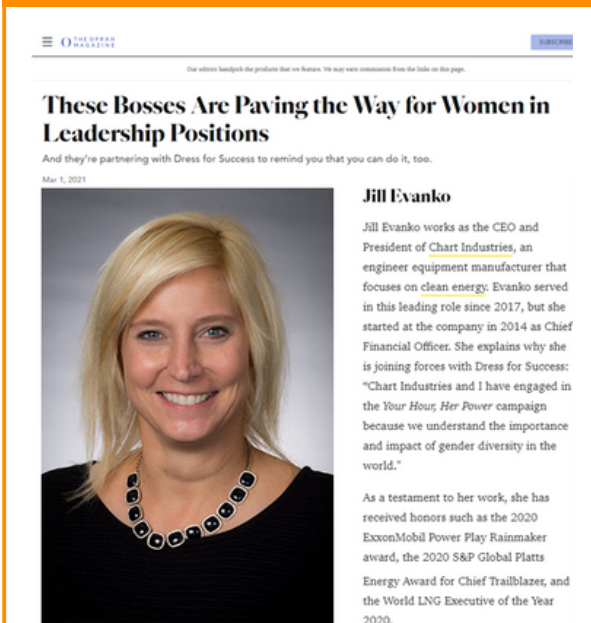 THE OPRAH
O MAGAZINE
SUBSCRIBE
Our editors handpick the products that we feature. We may earn commission from the links on this page.
These Bosses Are Paving the Way for Women in
Leadership Positions
And they're partnering with Dress for Success to remind you that you can do it, too.
Mar 1, 2021
Jill Evanko
Jill Evanko works as the CEO and
President of Chart Industries, an
engineer equipment manufacturer that
focuses on clean energy. Evanko served
in this leading role since 2017, but she
started at the company in 2014 as Chief
Financial Officer. She explains why she
is joining forces with Dress for Success:
“Chart Industries and I have engaged in
the Your Hour, Her Power campaign
because we understand the importance
and impact of gender diversity in the
world.”
As a testament to her work, she has
received honors such as the 2020
ExxonMobil Power Play Rainmaker
award, the 2020 S&P Global Platts
Energy Award for Chief Trailblazer, and
the World LNG Executive of the Year
2020.